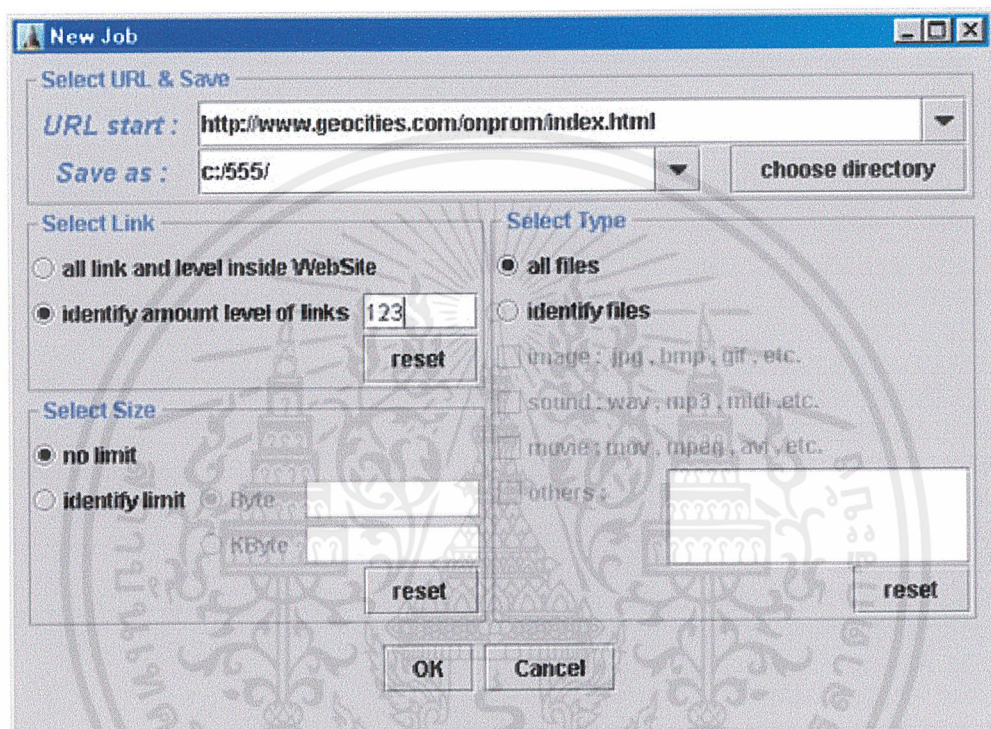 New Job
Select URL & Save
URL start : http://www.geocities.com/onprom/index.html
Save as : c:/555/ choose directory
Select Link
all link and level inside WebSite
identify amount level of links 123
reset
Select Size
no limit
identify limit Byte
KByte
reset
Select Type
all files
identify files
image : jpg , bmp , gif , etc.
sound : wav , mp3 , midi , etc.
movie : mov , mpeg , avi , etc.
others :
reset
OK Cancel